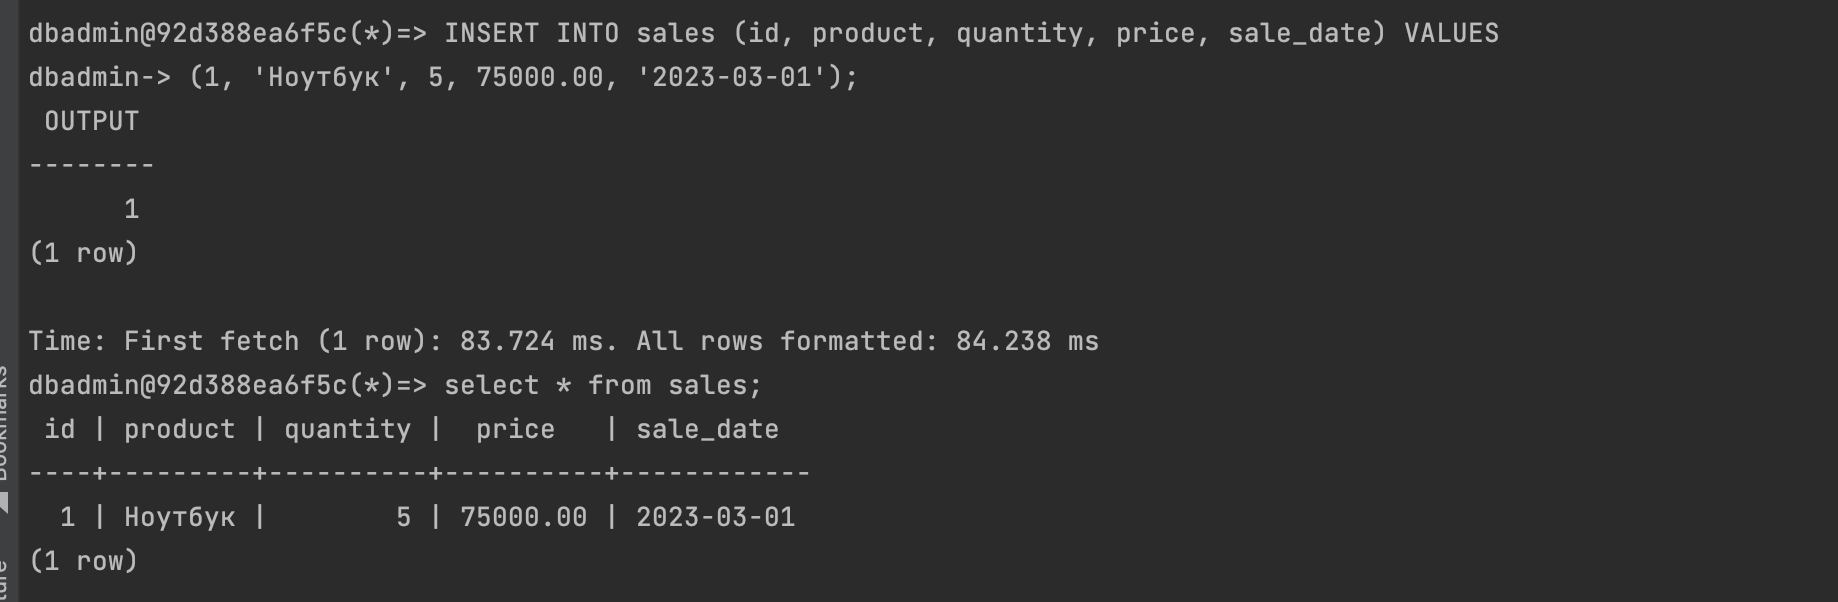 dbadmin@92d388ea6f5c(*)=> INSERT INTO sales (id, product, quantity, price, sale_date) VALUES
dbadmin-> (1, 'Ноутбук', 5, 75000.00, '2023-03-01');
 OUTPUT
--------
      1
(1 row)

Time: First fetch (1 row): 83.724 ms. All rows formatted: 84.238 ms
dbadmin@92d388ea6f5c(*)=> select * from sales;
 id | product | quantity |  price   | sale_date
----+---------+----------+----------+------------
  1 | Ноутбук |        5 | 75000.00 | 2023-03-01
(1 row)
Bookmarks